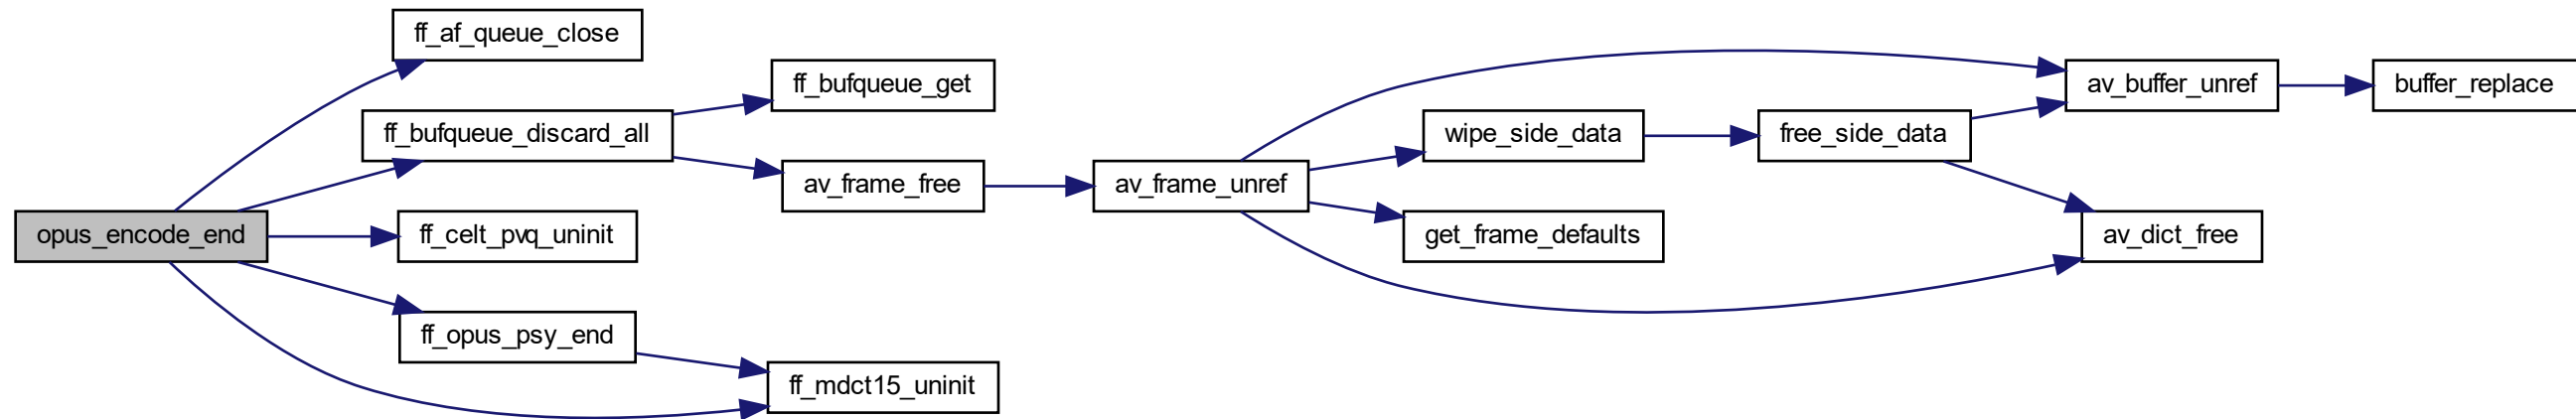 opus_encode_end
ff_af_queue_close
ff_bufqueue_discard_all
ff_celt_pvq_uninit
ff_opus_psy_end
ff_bufqueue_get
av_frame_free
ff_mdct15_uninit
av_frame_unref
wipe_side_data
get_frame_defaults
free_side_data
av_buffer_unref
av_dict_free
buffer_replace